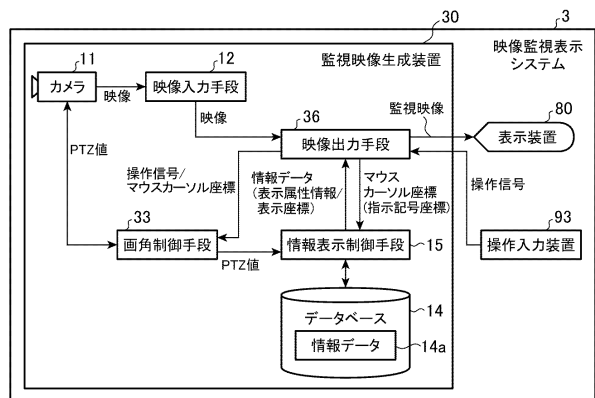 3
映像監視表示
システム
30
監視映像生成装置
11
カメラ
映像
12
映像入力手段
映像
36
映像出力手段
監視映像
80
表示装置
PTZ値
操作信号/
マウスカーソル座標
情報データ
(表示属性情報/
表示座標)
マウス
カーソル座標
(指示記号座標)
操作信号
33
画角制御手段
PTZ値
情報表示制御手段
15
93
操作入力装置
データベース
14
情報データ
14a